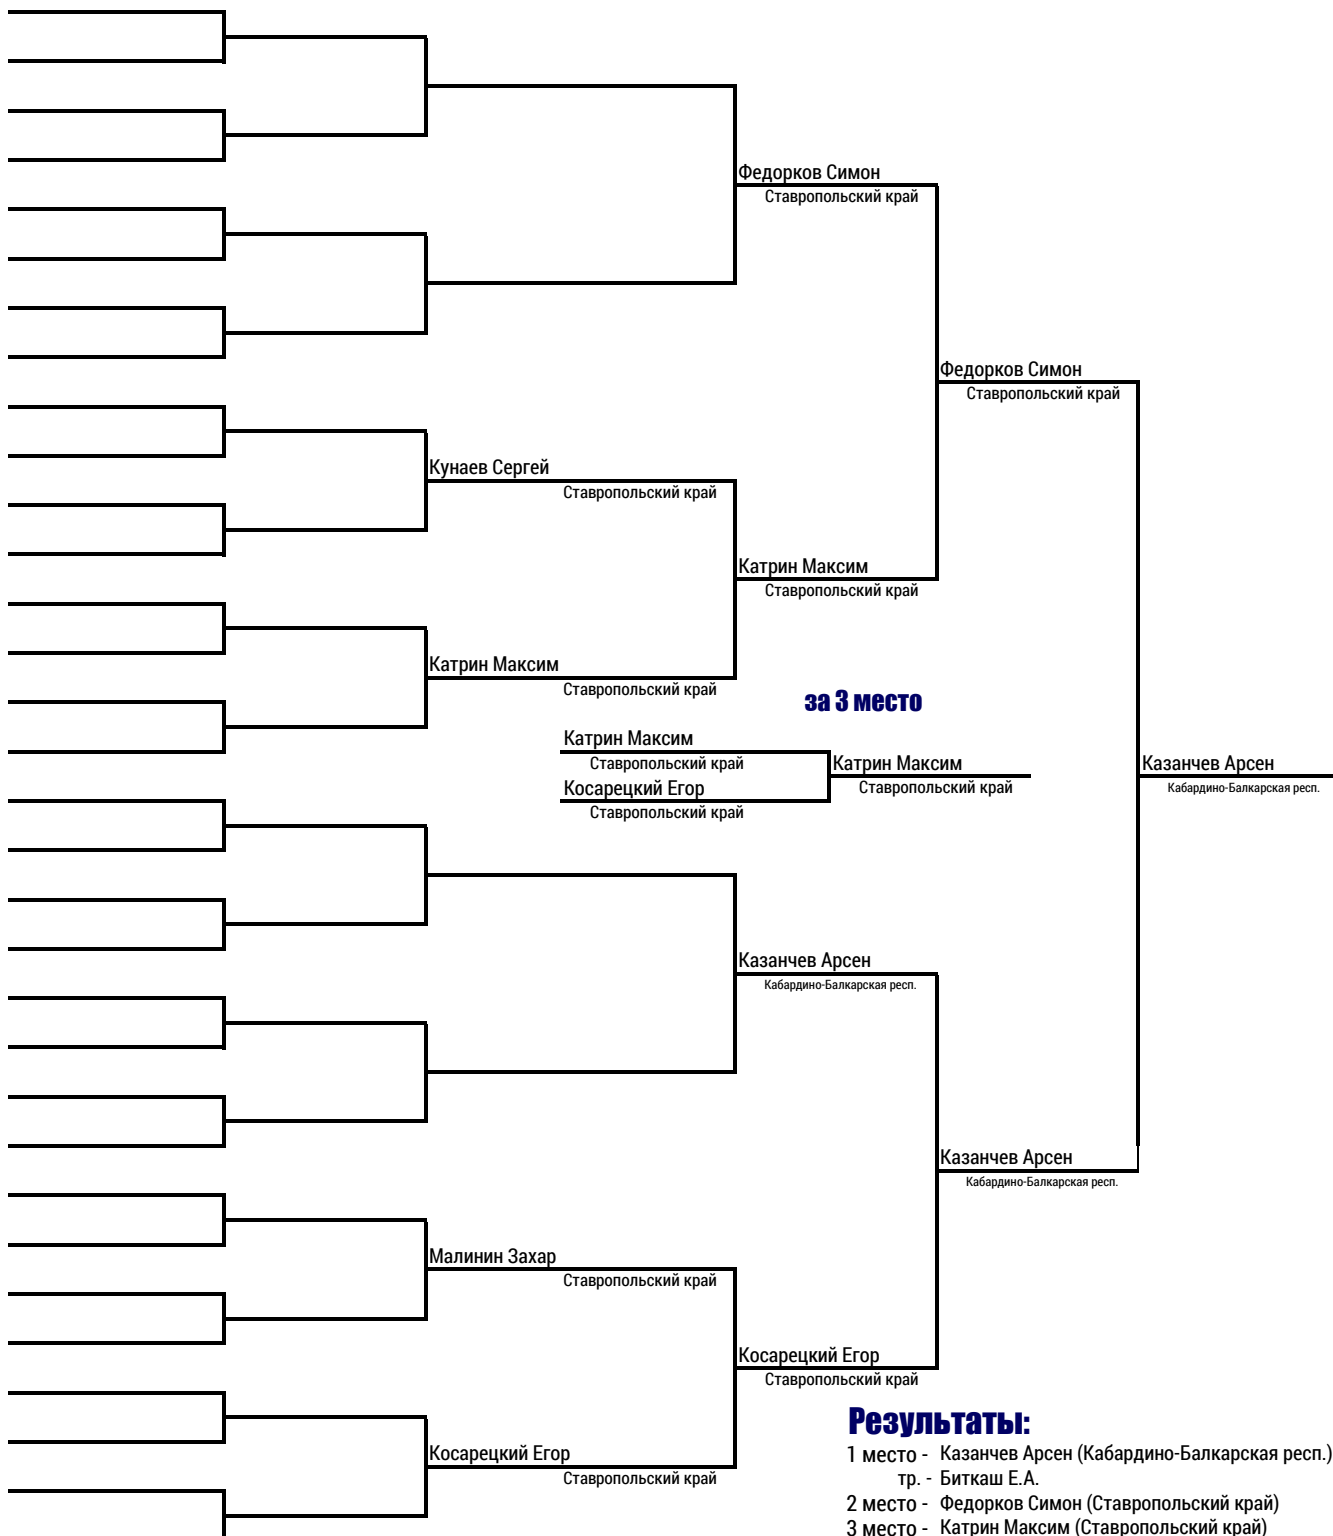 Федорков Симон
Ставропольский край
Федорков Симон
Ставропольский край
Кунаев Сергей
Ставропольский край
Катрин Максим
Ставропольский край
Катрин Максим
Ставропольский край
за 3 место
Катрин Максим
Ставропольский край
Косарецкий Егор
Ставропольский край
Катрин Максим
Ставропольский край
Казанчев Арсен
Кабардино-Балкарская респ.
Казанчев Арсен
Кабардино-Балкарская респ.
Казанчев Арсен
Кабардино-Балкарская респ.
Малинин Захар
Ставропольский край
Косарецкий Егор
Ставропольский край
Косарецкий Егор
Ставропольский край
Результаты:
1 место - Казанчев Арсен (Кабардино-Балкарская респ.)
тр. - Биткаш Е.А.
2 место - Федорков Симон (Ставропольский край)
3 место - Катрин Максим (Ставропольский край)